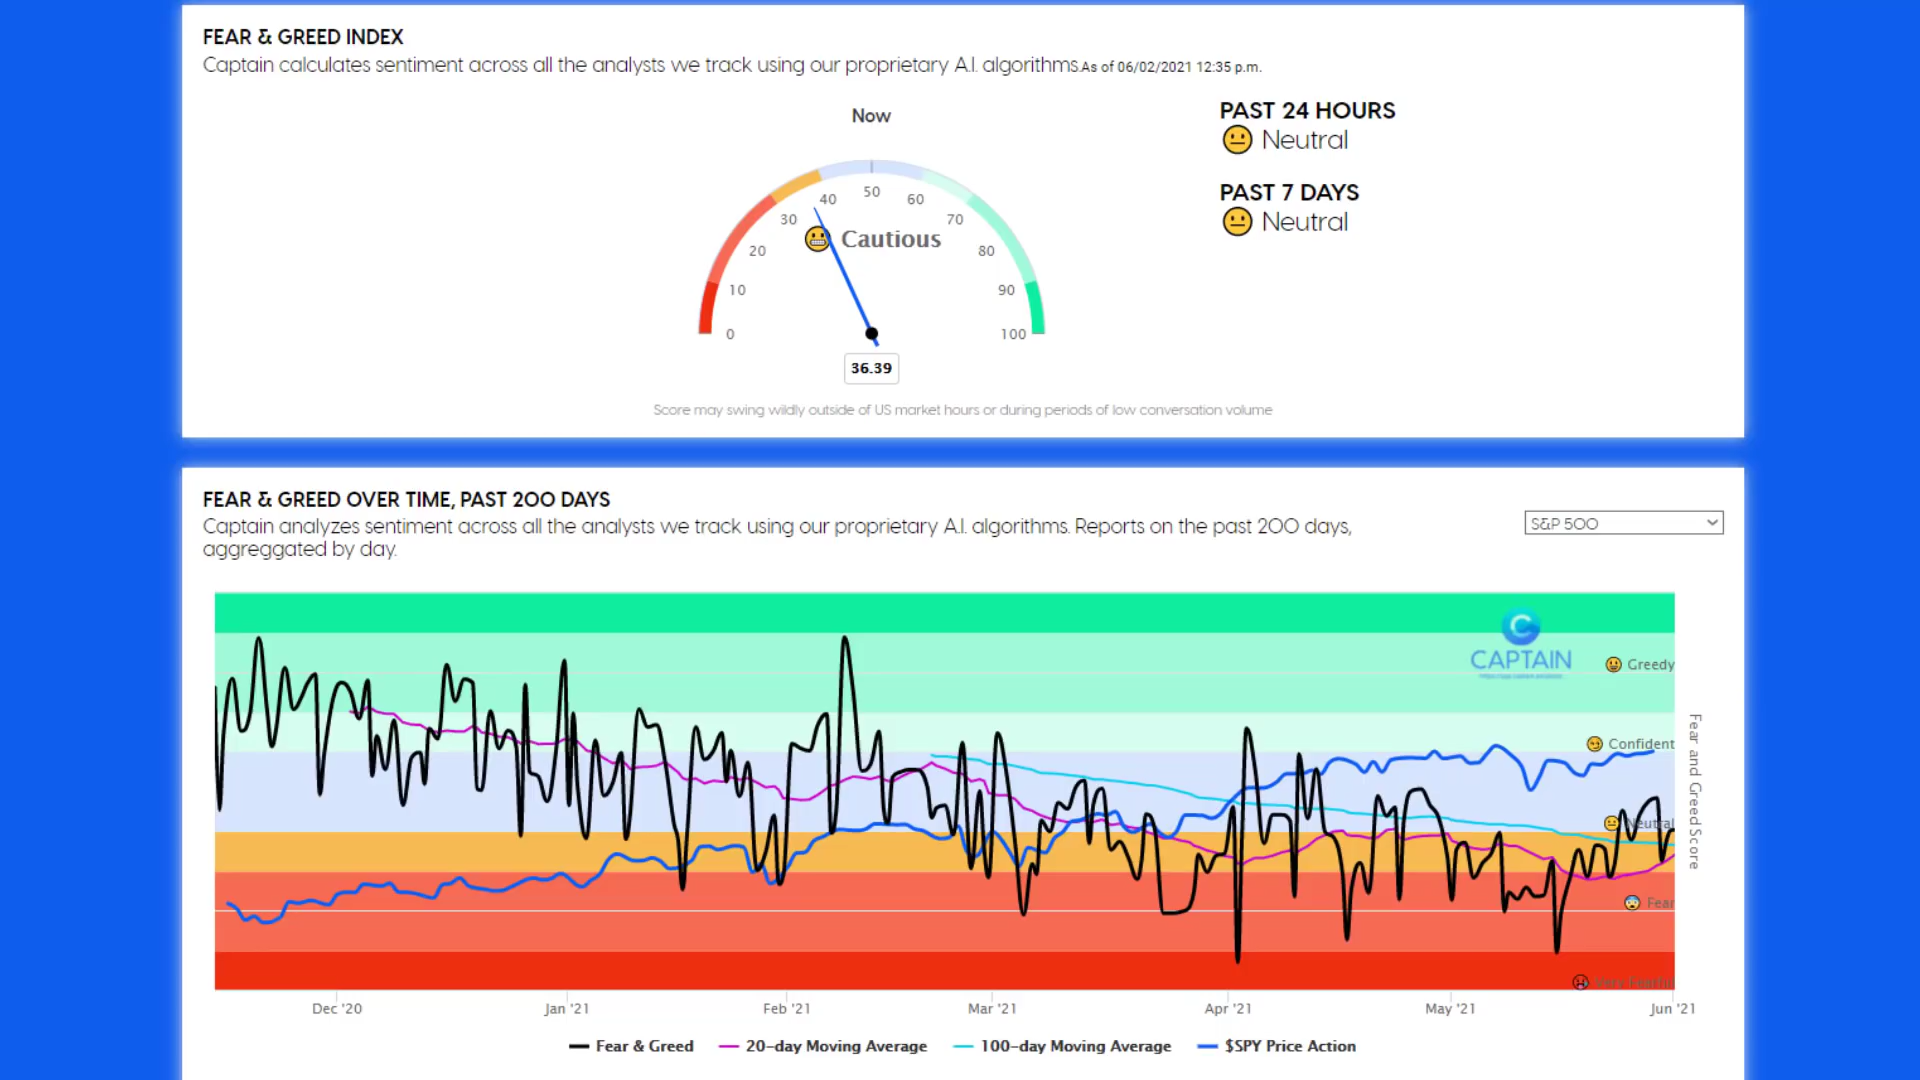 FEAR & GREED INDEX
Captain calculates sentiment across all the analysts we track using our proprietary A.I. algorithms.As of 06/02/2021 12:35 p.m.
Now
PAST 24 HOURS
Neutral
PAST 7 DAYS
Neutral
0
10
20
30
40
50
60
70
80
90
100
Cautious
36.39
Score may swing wildly outside of US market hours or during periods of low conversation volume
FEAR & GREED OVER TIME, PAST 200 DAYS
Captain analyzes sentiment across all the analysts we track using our proprietary A.I. algorithms. Reports on the past 200 days,
aggreggated by day.
S&P 500
CAPTAIN
Greedy
Confident
Neutral
Fear
Very Fearful
Fear and Greed Score
Dec '20
Jan '21
Feb '21
Mar '21
Apr '21
May '21
Jun '21
Fear & Greed
20-day Moving Average
100-day Moving Average
$SPY Price Action